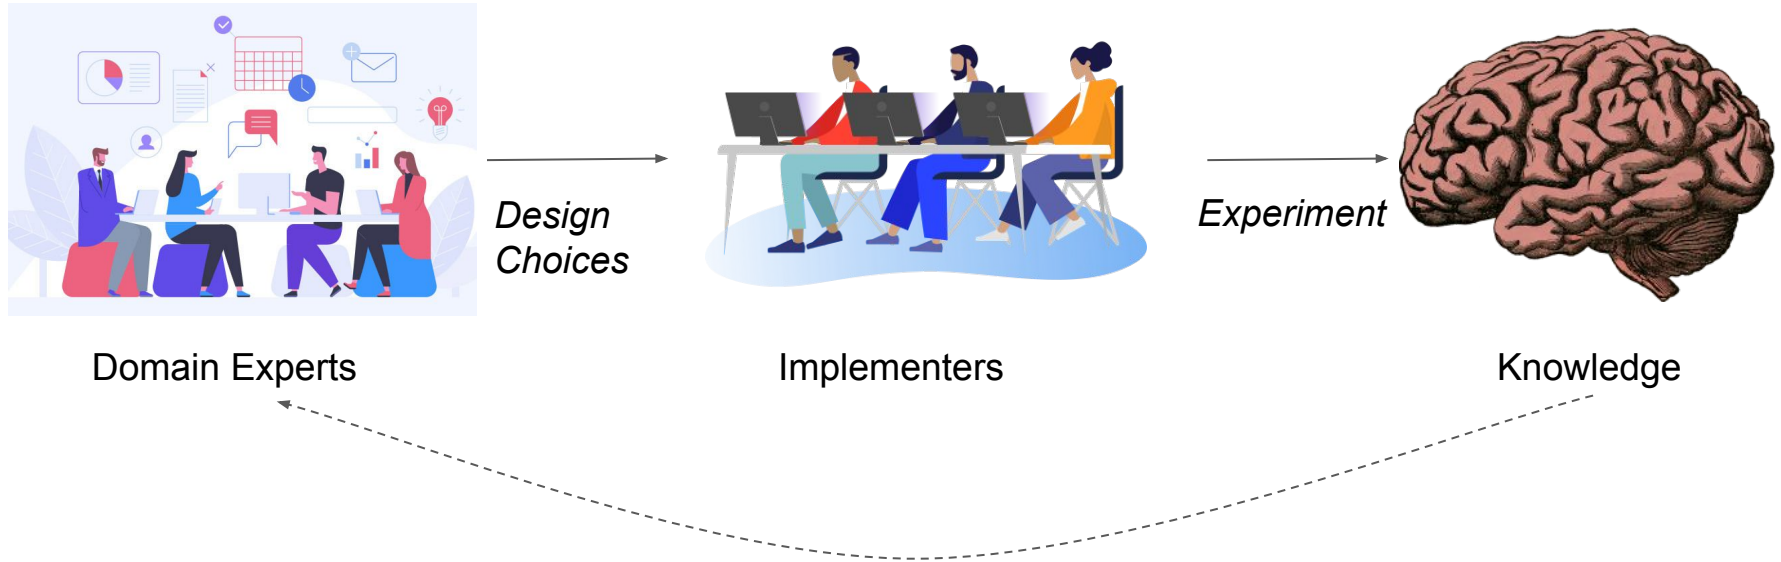 Design
Choices
Experiment
Domain Experts
Implementers
Knowledge